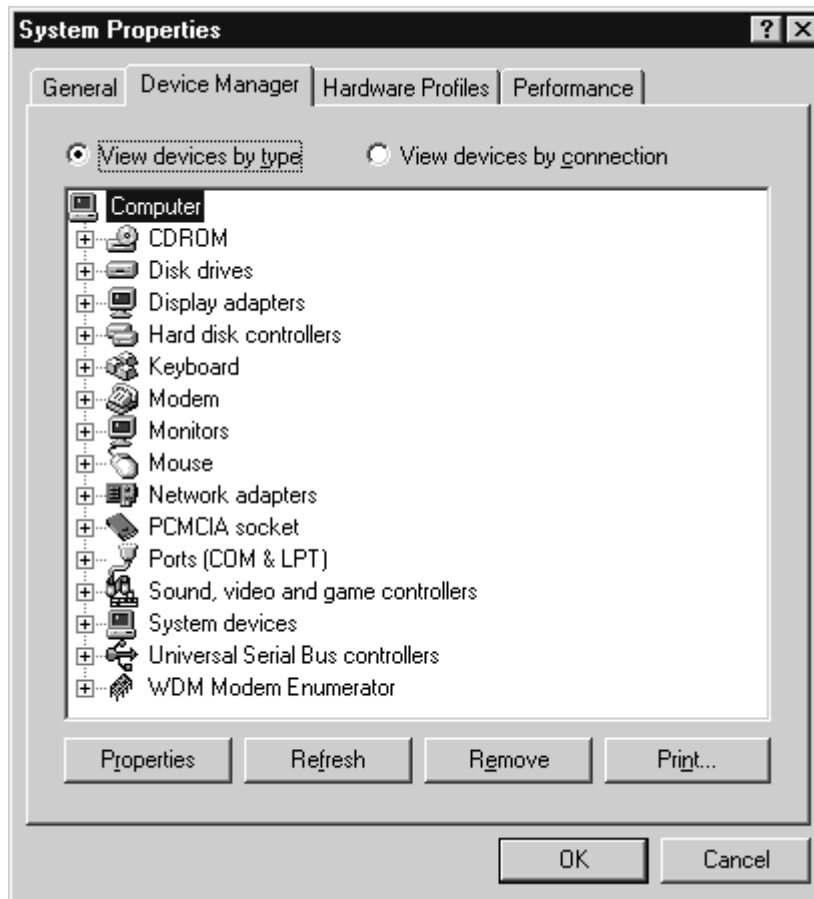 System Properties
General Device Manager Hardware Profiles Performance
View devices by type View devices by connection
Computer
CDROM
Disk drives
Display adapters
Hard disk controllers
Keyboard
Modem
Monitors
Mouse
Network adapters
PCMCIA socket
Ports (COM & LPT)
Sound, video and game controllers
System devices
Universal Serial Bus controllers
WDM Modem Enumerator
Properties Refresh Remove Print...
OK Cancel